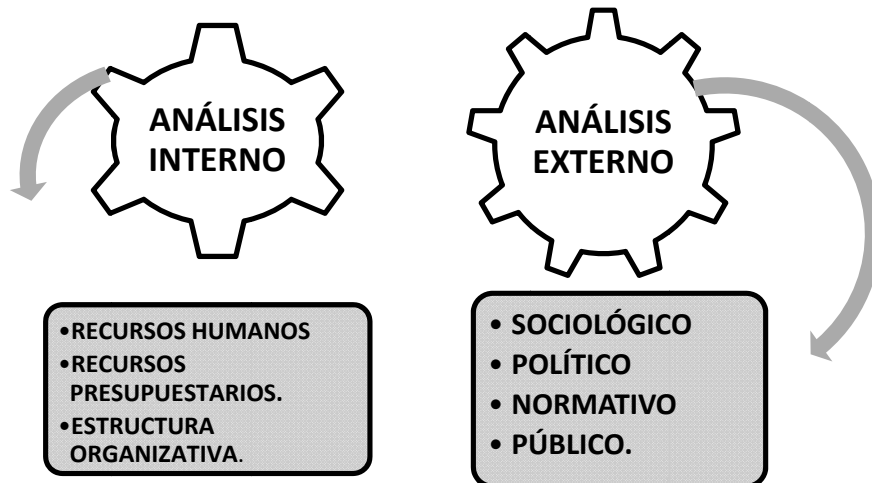 ANÁLISIS
INTERNO
ANÁLISIS
EXTERNO
•RECURSOS HUMANOS
•RECURSOS
PRESUPUESTARIOS.
•ESTRUCTURA
ORGANIZATIVA.
• SOCIOLÓGICO
• POLÍTICO
• NORMATIVO
• PÚBLICO.